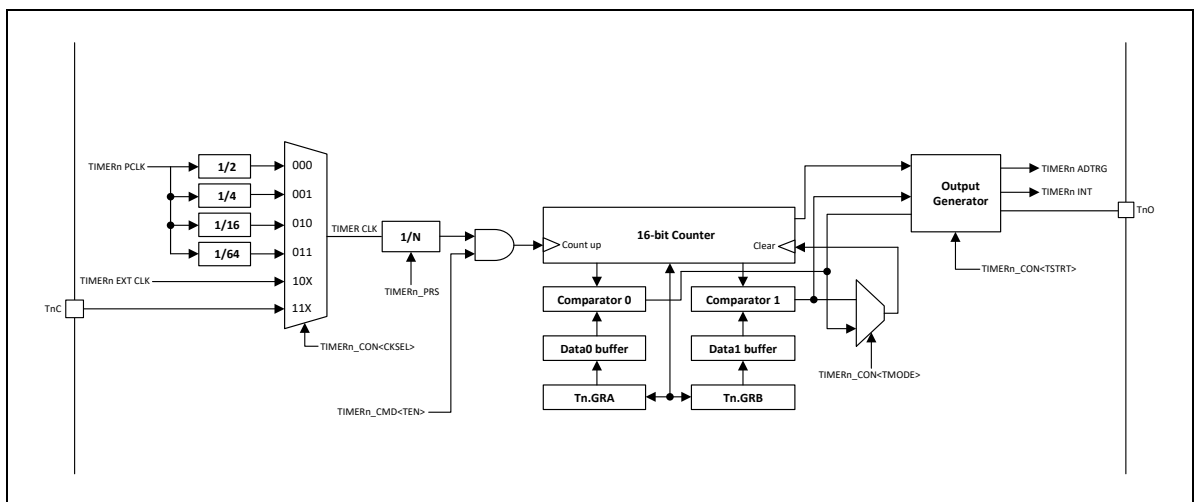 TIMERn PCLK
1/2
1/4
1/16
1/64
TIMERn EXT CLK
TnC
000
001
010
011
10X
11X
TIMERn_CON<CKSEL>
TIMER CLK
1/N
TIMERn_PRS
TIMERn_CMD<TEN>
Count up
16-bit Counter
Clear
Comparator 0
Comparator 1
Data0 buffer
Data1 buffer
Tn.GRA
Tn.GRB
TIMERn_CON<TMODE>
Output
Generator
TIMERn_CON<TSTRT>
TIMERn ADTRG
TIMERn INT
TnO